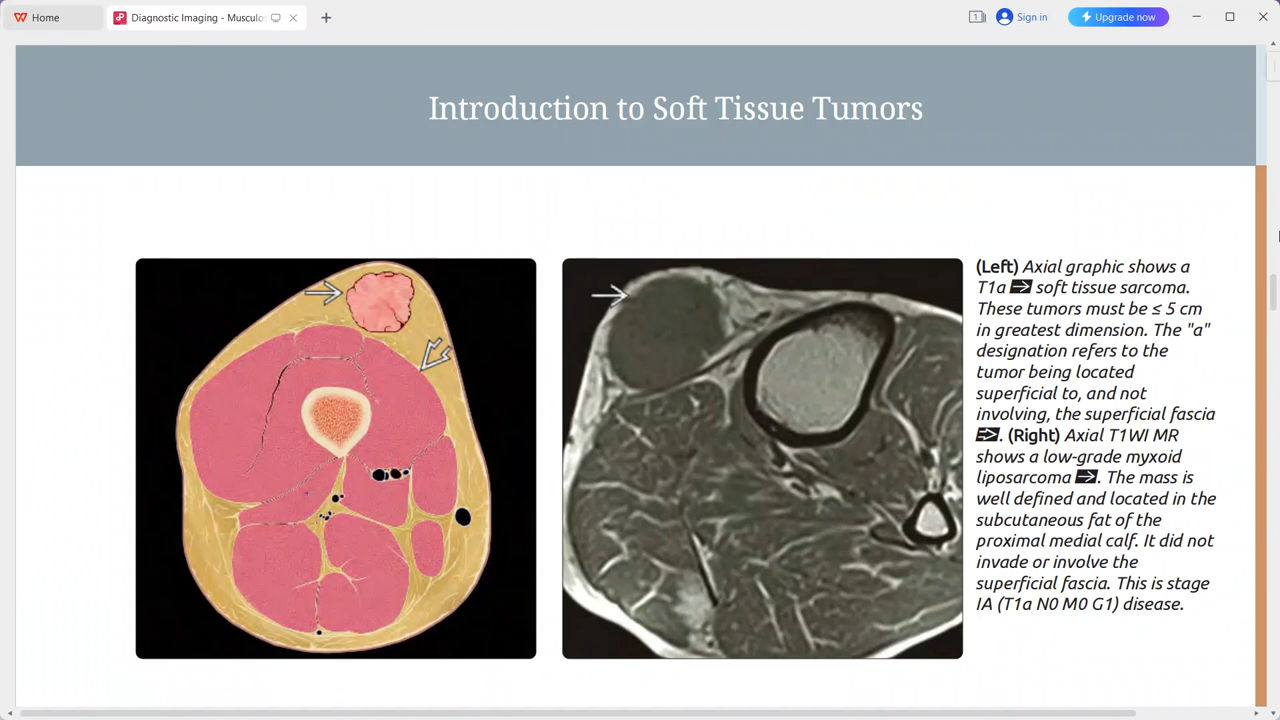 Home
Diagnostic Imaging - Musculos
1
Sign in
Upgrade now
Introduction to Soft Tissue Tumors
(Left) Axial graphic shows a
T1a soft tissue sarcoma.
These tumors must be ≤ 5 cm
in greatest dimension. The "a"
designation refers to the
tumor being located
superficial to, and not
involving, the superficial fascia
. (Right) Axial T1WI MR
shows a low-grade myxoid
liposarcoma . The mass is
well defined and located in the
subcutaneous fat of the
proximal medial calf. It did not
invade or involve the
superficial fascia. This is stage
IA (T1a N0 M0 G1) disease.